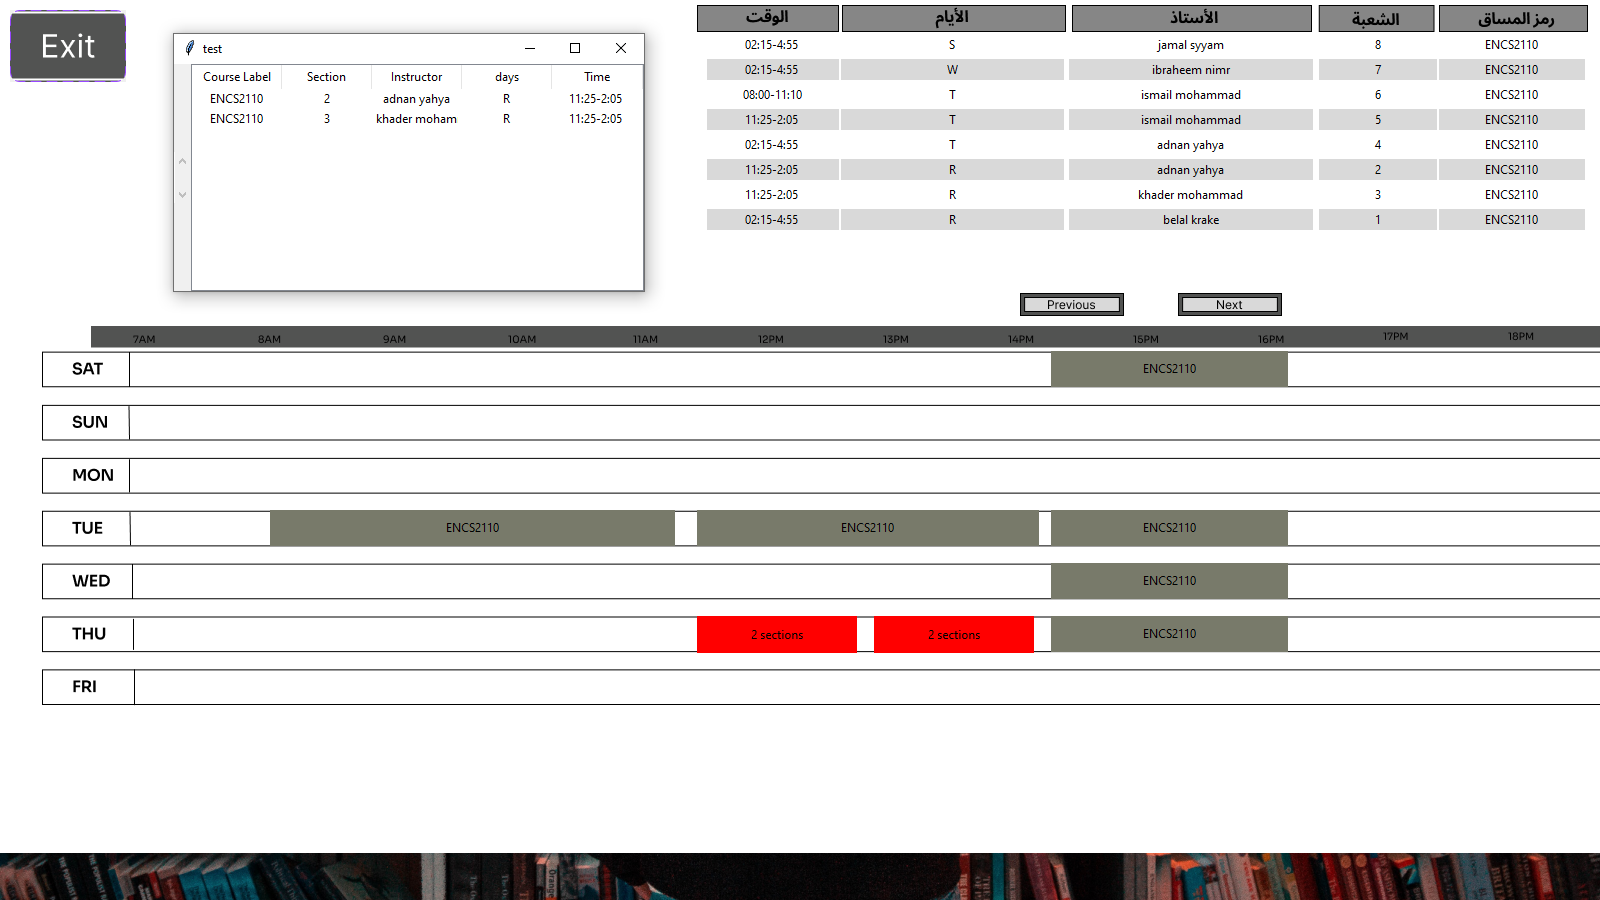 Exit
test
Course Label Section Instructor days Time
ENCS2110 2 adnan yahya R 11:25-2:05
ENCS2110 3 khader moham R 11:25-2:05
رمز المساق الشعبة الأستاذ الأيام الوقت
02:15-4:55 S jamal syyam 8 ENCS2110
02:15-4:55 W ibraheem nimr 7 ENCS2110
08:00-11:10 T ismail mohammad 6 ENCS2110
11:25-2:05 T ismail mohammad 5 ENCS2110
02:15-4:55 T adnan yahya 4 ENCS2110
11:25-2:05 R adnan yahya 2 ENCS2110
11:25-2:05 R khader mohammad 3 ENCS2110
02:15-4:55 R belal krake 1 ENCS2110
Previous Next
7AM 8AM 9AM 10AM 11AM 12PM 13PM 14PM 15PM 16PM 17PM 18PM
SAT ENCS2110
SUN
MON
TUE ENCS2110 ENCS2110 ENCS2110
WED ENCS2110
THU 2 sections 2 sections ENCS2110
FRI